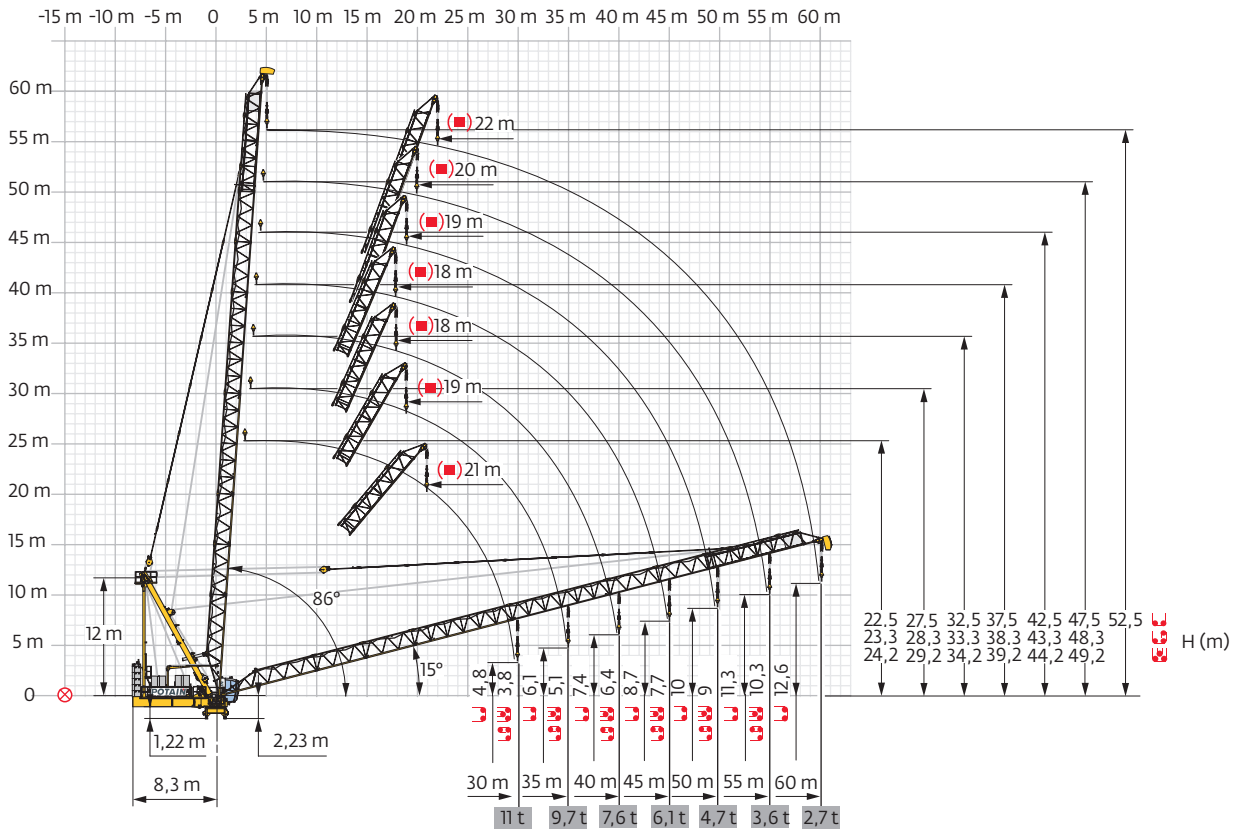 -15 m -10 m -5 m 0 5 m 10 m 15 m 20 m 25 m 30 m 35 m 40 m 45 m 50 m 55 m 60 m
60 m
55 m
50 m
45 m
40 m
35 m
30 m
25 m
20 m
15 m
10 m
5 m
0
22 m
20 m
19 m
18 m
18 m
19 m
21 m
86°
15°
12 m
POTAIN
1,22 m
2,23 m
8,3 m
4,8 3,8 6,1 5,1 7,4 6,4 8,7 7,7 10 9 11,3 10,3 12,6
22,5 27,5 32,5 37,5 42,5 47,5 52,5
23,3 28,3 33,3 38,3 43,3 48,3
24,2 29,2 34,2 39,2 44,2 49,2
H (m)
30 m 35 m 40 m 45 m 50 m 55 m 60 m
11 t 9,7 t 7,6 t 6,1 t 4,7 t 3,6 t 2,7 t